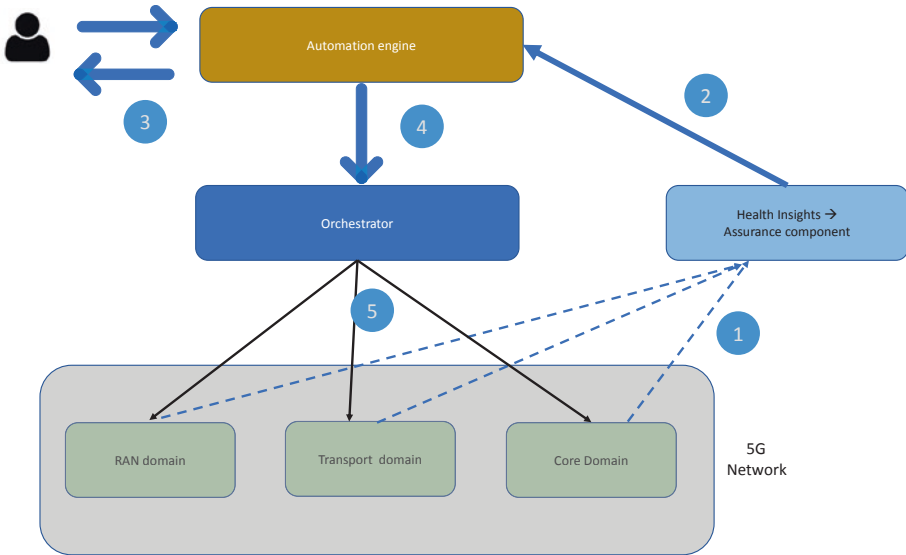 Automation engine
2
3
4
Orchestrator
Health Insights →
Assurance component
5
1
RAN domain
Transport domain
Core Domain
5G
Network